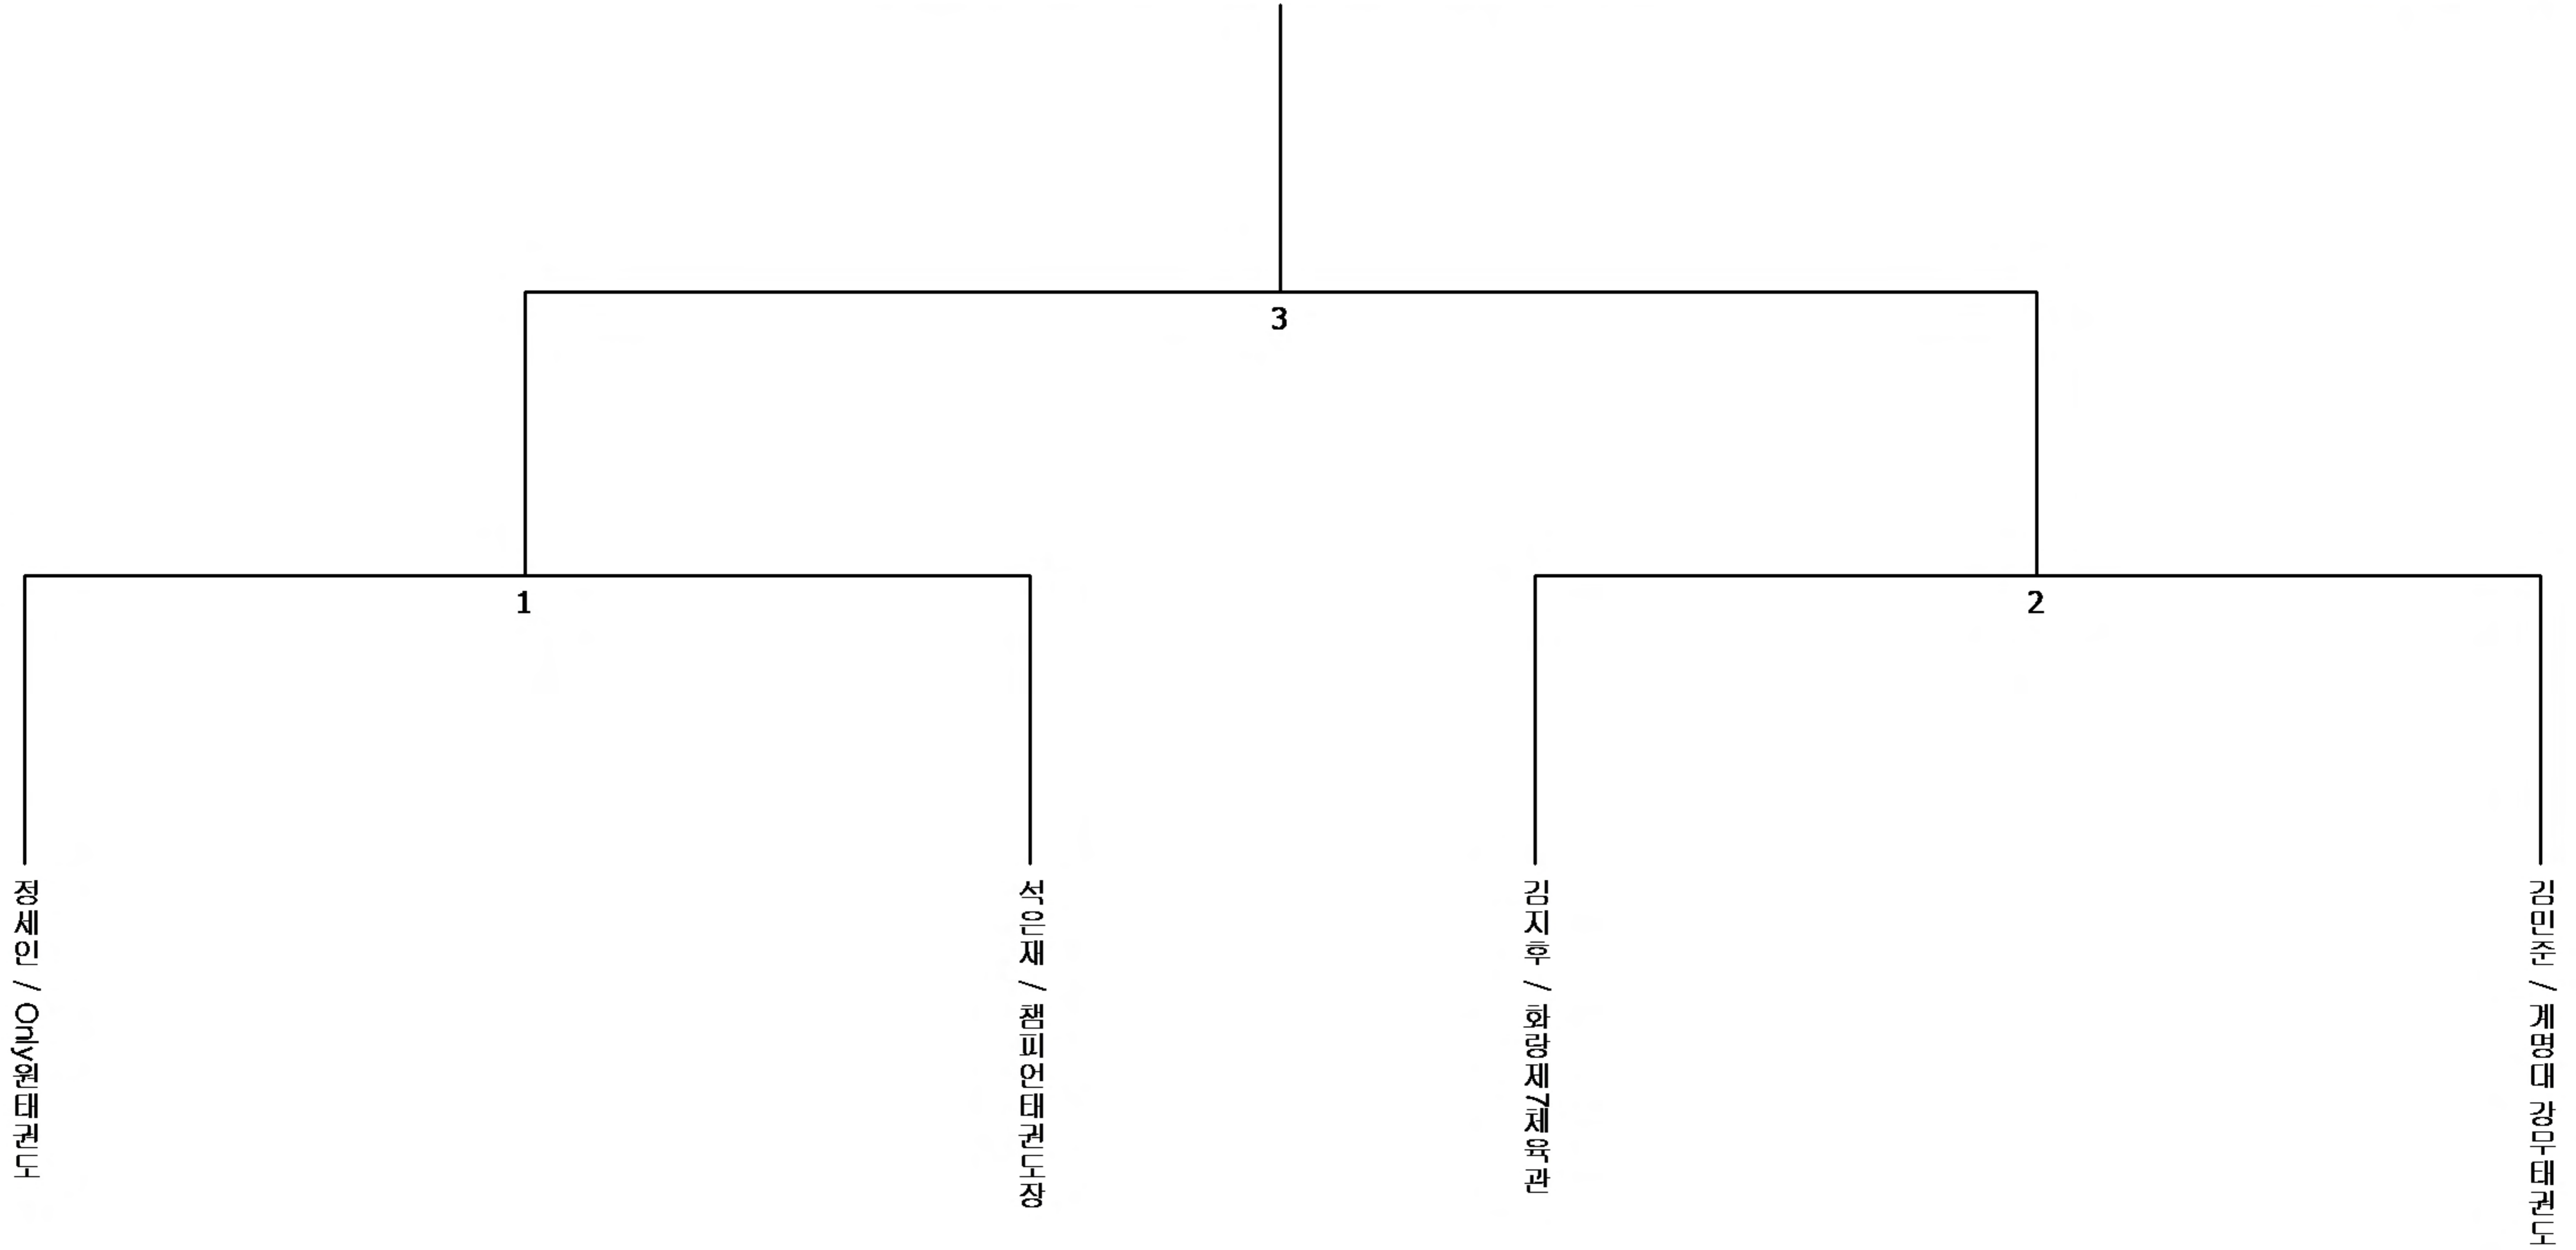 3
1
2
정세인 / Only원태권도
석은재 / 챔피언태권도장
김지후 / 화랑제7체육관
김민준 / 계명대 강무태권도